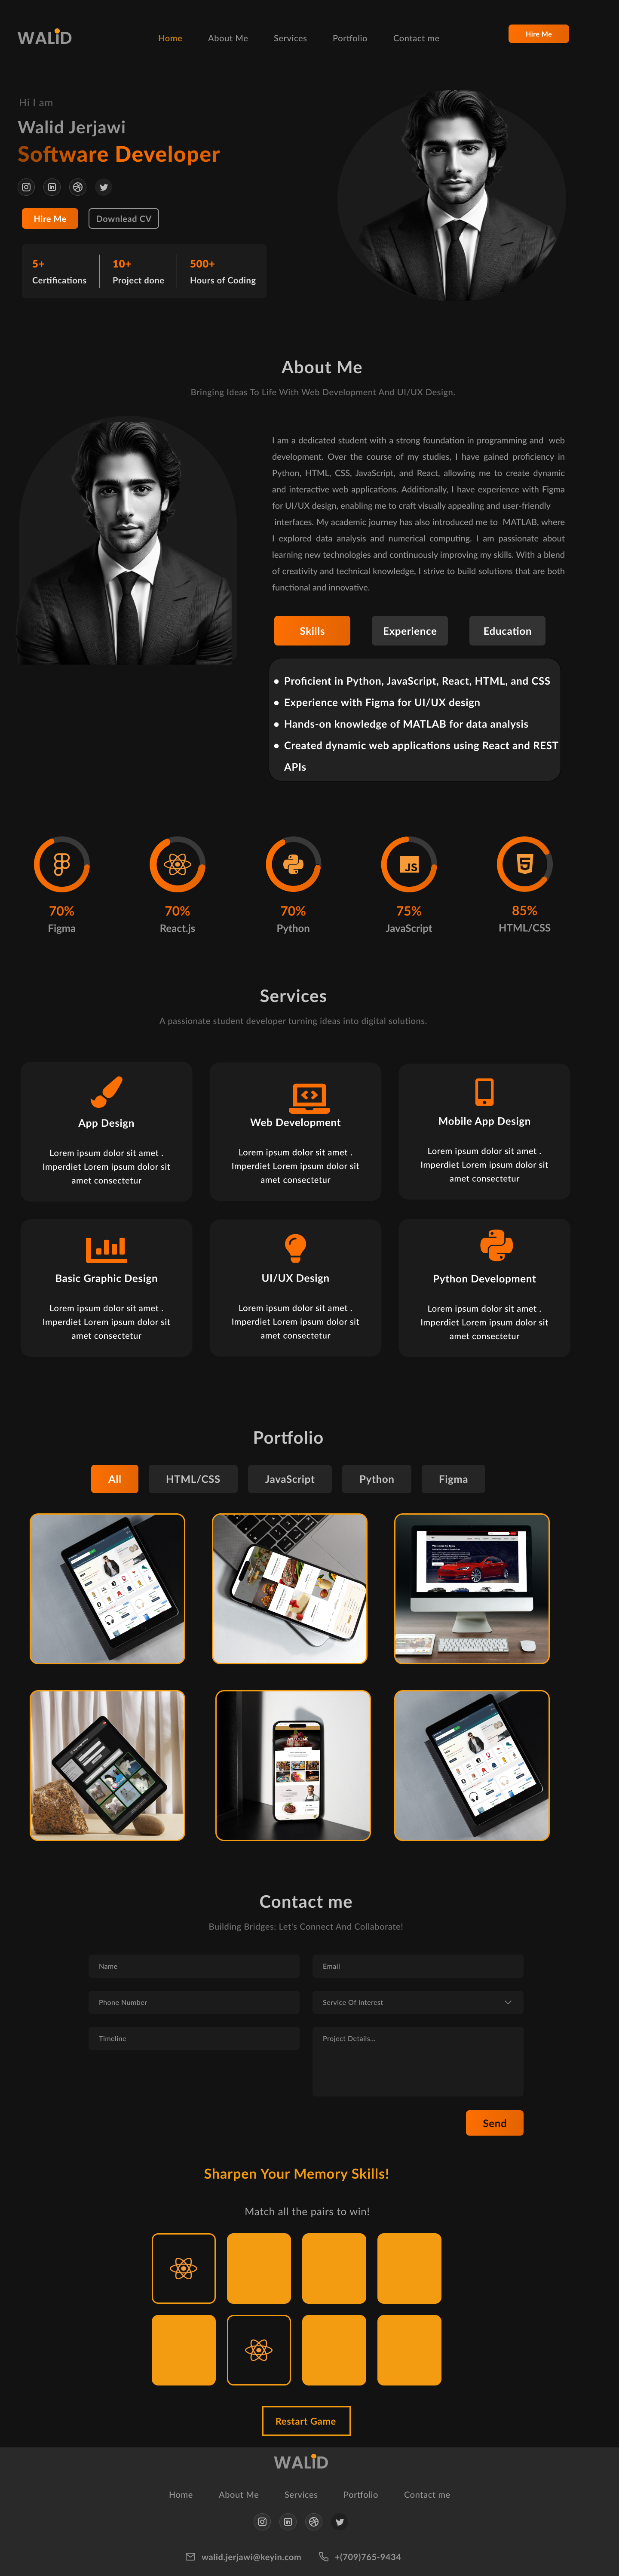 WALiD
Home About Me Services Portfolio Contact me
Hire Me
Hi I am
Walid Jerjawi
Software Developer
Hire Me
Downlead CV
5+ 10+ 500+
Certifications Project done Hours of Coding
About Me
Bringing Ideas To Life With Web Development And UI/UX Design.
I am a dedicated student with a strong foundation in programming and web
development. Over the course of my studies, I have gained proficiency in
Python, HTML, CSS, JavaScript, and React, allowing me to create dynamic
and interactive web applications. Additionally, I have experience with Figma
for UI/UX design, enabling me to craft visually appealing and user-friendly
interfaces. My academic journey has also introduced me to MATLAB, where
I explored data analysis and numerical computing. I am passionate about
learning new technologies and continuously improving my skills. With a blend
of creativity and technical knowledge, I strive to build solutions that are both
functional and innovative.
Skills Experience Education
• Proficient in Python, JavaScript, React, HTML, and CSS
• Experience with Figma for UI/UX design
• Hands-on knowledge of MATLAB for data analysis
• Created dynamic web applications using React and REST
APIs
JS 5
70% 70% 70% 75% 85%
Figma React.js Python JavaScript HTML/CSS
Services
A passionate student developer turning ideas into digital solutions.
App Design
Lorem ipsum dolor sit amet .
Imperdiet Lorem ipsum dolor sit
amet consectetur
Web Development
Lorem ipsum dolor sit amet .
Imperdiet Lorem ipsum dolor sit
amet consectetur
Mobile App Design
Lorem ipsum dolor sit amet .
Imperdiet Lorem ipsum dolor sit
amet consectetur
Basic Graphic Design
Lorem ipsum dolor sit amet .
Imperdiet Lorem ipsum dolor sit
amet consectetur
UI/UX Design
Lorem ipsum dolor sit amet .
Imperdiet Lorem ipsum dolor sit
amet consectetur
Python Development
Lorem ipsum dolor sit amet .
Imperdiet Lorem ipsum dolor sit
amet consectetur
Portfolio
All HTML/CSS JavaScript Python Figma
Contact me
Building Bridges: Let's Connect And Collaborate!
Name
Email
Phone Number
Service Of Interest
Timeline
Project Details...
Send
Sharpen Your Memory Skills!
Match all the pairs to win!
Restart Game
WALiD
Home About Me Services Portfolio Contact me
walid.jerjawi@keyin.com +(709)765-9434